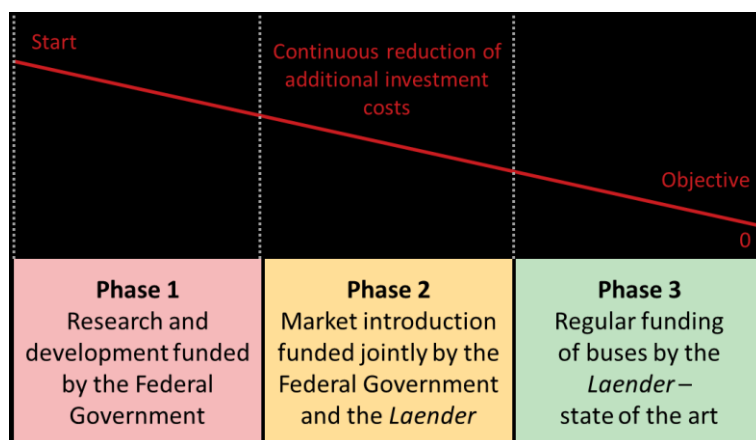 Start
Continuous reduction of
additional investment
costs
Objective
0
Phase 1
Research and
development funded
by the Federal
Government
Phase 2
Market introduction
funded jointly by the
Federal Government
and the Laender
Phase 3
Regular funding
of buses by the
Laender –
state of the art